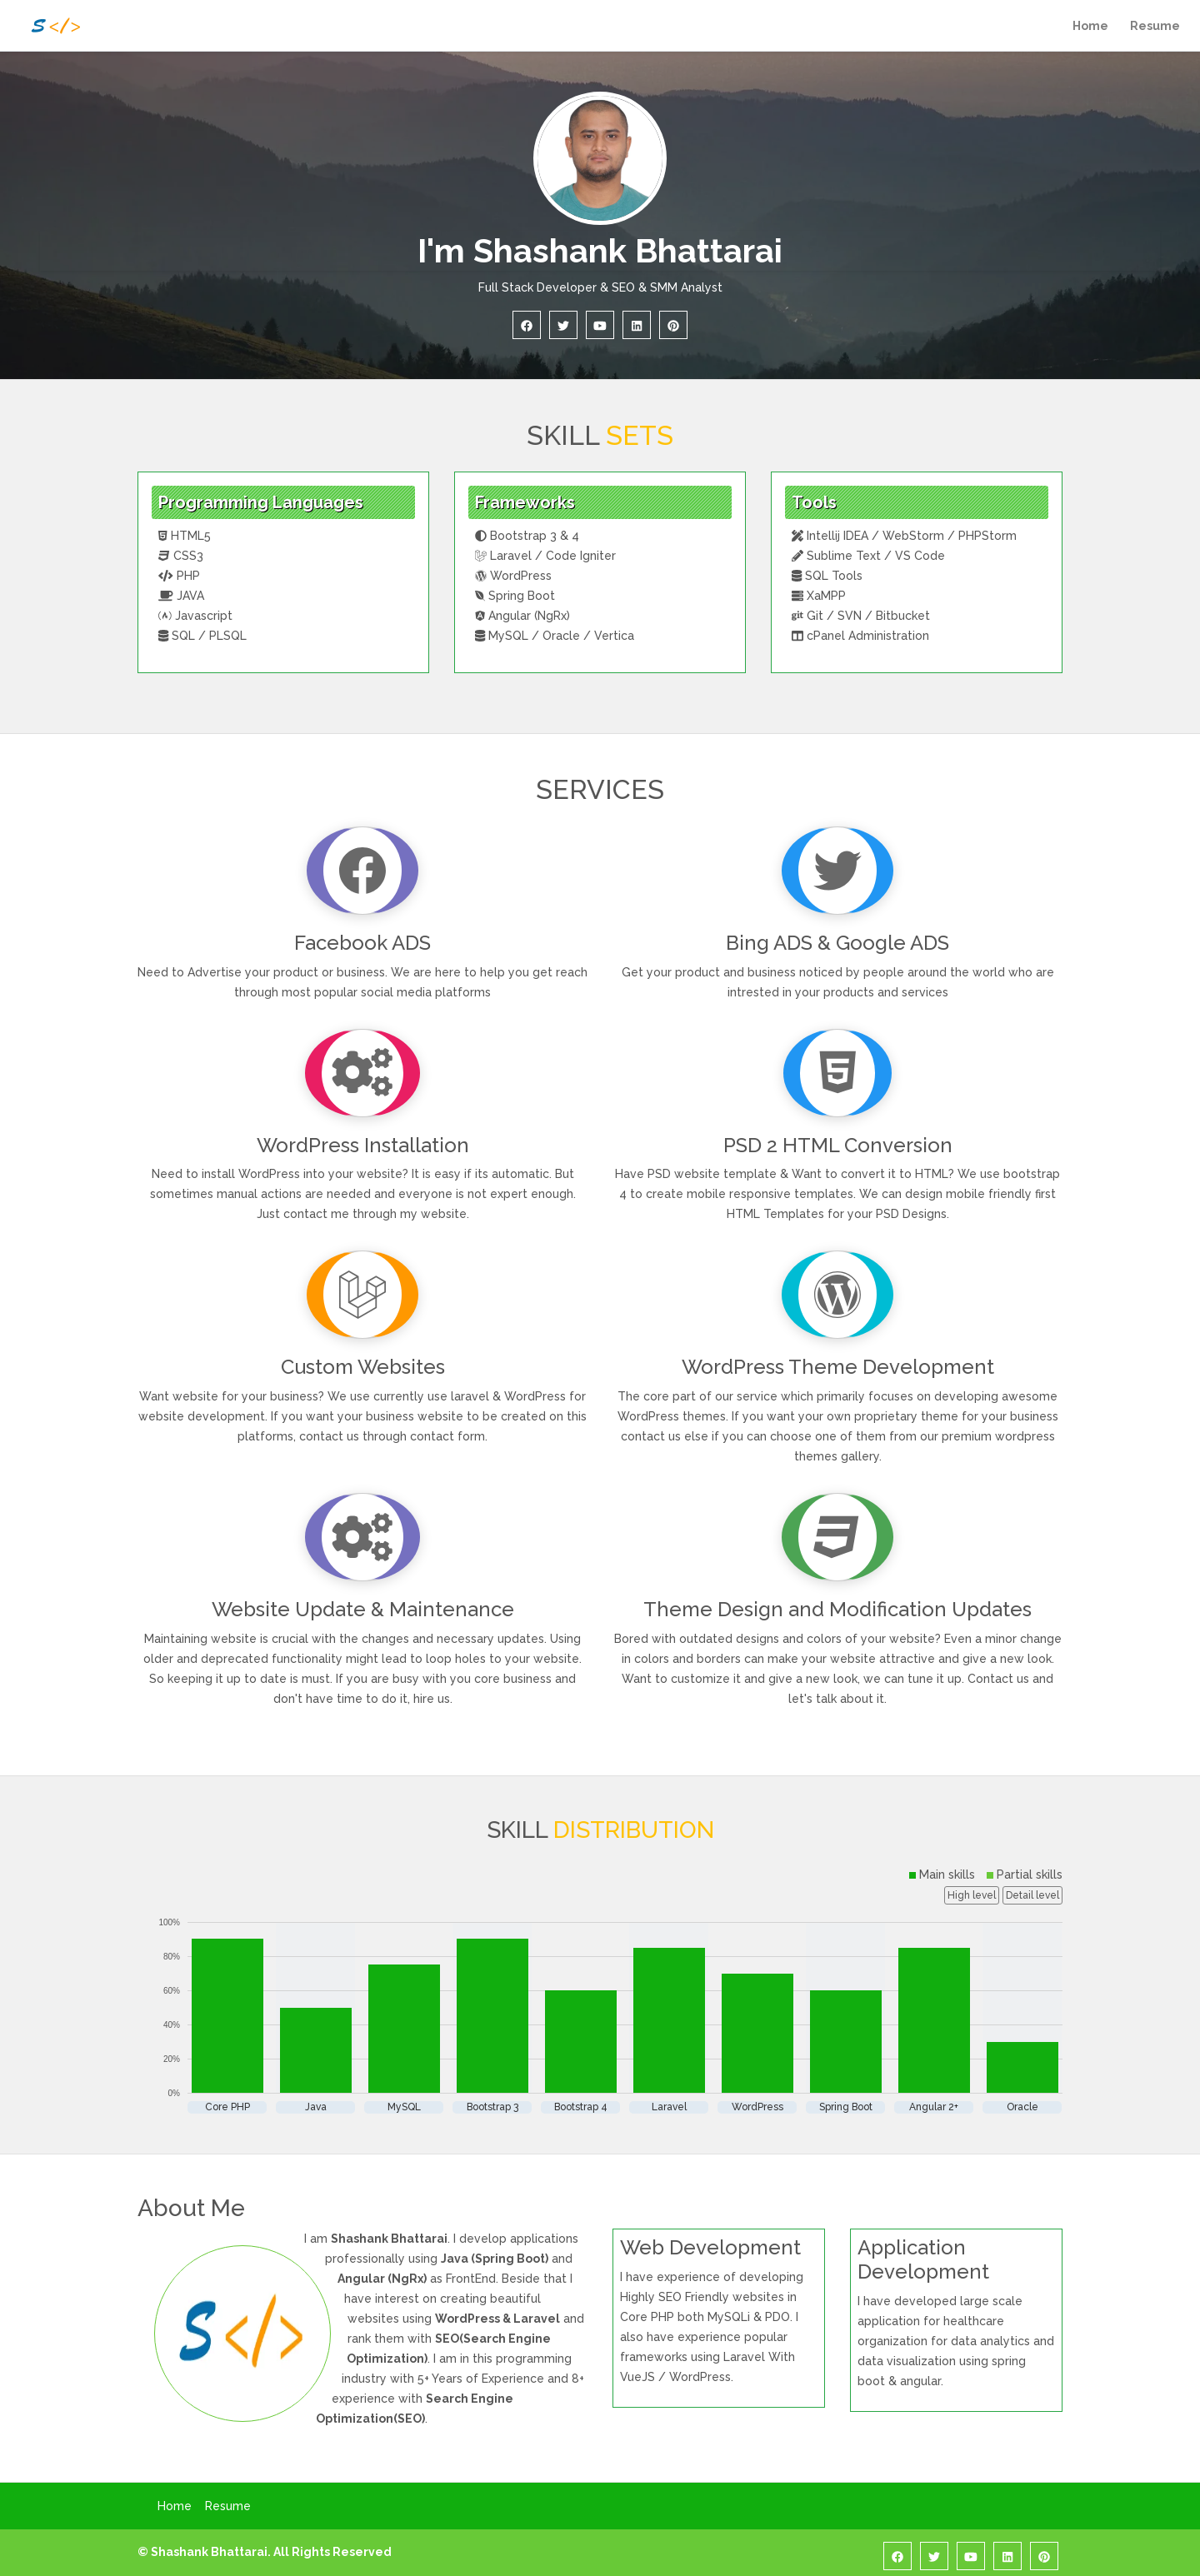 S </>
Home Resume
I'm Shashank Bhattarai
Full Stack Developer & SEO & SMM Analyst
SKILL SETS
Programming Languages
HTML5
CSS3
PHP
JAVA
Javascript
SQL / PLSQL
Frameworks
Bootstrap 3 & 4
Laravel / Code Igniter
WordPress
Spring Boot
Angular (NgRx)
MySQL / Oracle / Vertica
Tools
Intellij IDEA / WebStorm / PHPStorm
Sublime Text / VS Code
SQL Tools
XaMPP
git Git / SVN / Bitbucket
cPanel Administration
SERVICES
Facebook ADS
Need to Advertise your product or business. We are here to help you get reach
through most popular social media platforms
Bing ADS & Google ADS
Get your product and business noticed by people around the world who are
intrested in your products and services
WordPress Installation
Need to install WordPress into your website? It is easy if its automatic. But
sometimes manual actions are needed and everyone is not expert enough.
Just contact me through my website.
PSD 2 HTML Conversion
Have PSD website template & Want to convert it to HTML? We use bootstrap
4 to create mobile responsive templates. We can design mobile friendly first
HTML Templates for your PSD Designs.
Custom Websites
Want website for your business? We use currently use laravel & WordPress for
website development. If you want your business website to be created on this
platforms, contact us through contact form.
WordPress Theme Development
The core part of our service which primarily focuses on developing awesome
WordPress themes. If you want your own proprietary theme for your business
contact us else if you can choose one of them from our premium wordpress
themes gallery.
Website Update & Maintenance
Maintaining website is crucial with the changes and necessary updates. Using
older and deprecated functionality might lead to loop holes to your website.
So keeping it up to date is must. If you are busy with you core business and
don't have time to do it, hire us.
Theme Design and Modification Updates
Bored with outdated designs and colors of your website? Even a minor change
in colors and borders can make your website attractive and give a new look.
Want to customize it and give a new look, we can tune it up. Contact us and
let's talk about it.
SKILL DISTRIBUTION
Main skills Partial skills
High level Detail level
100%
80%
60%
40%
20%
0%
Core PHP Java MySQL Bootstrap 3 Bootstrap 4 Laravel WordPress Spring Boot Angular 2+ Oracle
About Me
S </>
I am Shashank Bhattarai. I develop applications
professionally using Java (Spring Boot) and
Angular (NgRx) as FrontEnd. Beside that I
have interest on creating beautiful
websites using WordPress & Laravel and
rank them with SEO(Search Engine
Optimization). I am in this programming
industry with 5+ Years of Experience and 8+
experience with Search Engine
Optimization(SEO).
Web Development
I have experience of developing
Highly SEO Friendly websites in
Core PHP both MySQLi & PDO. I
also have experience popular
frameworks using Laravel With
VueJS / WordPress.
Application
Development
I have developed large scale
application for healthcare
organization for data analytics and
data visualization using spring
boot & angular.
Home Resume
© Shashank Bhattarai. All Rights Reserved